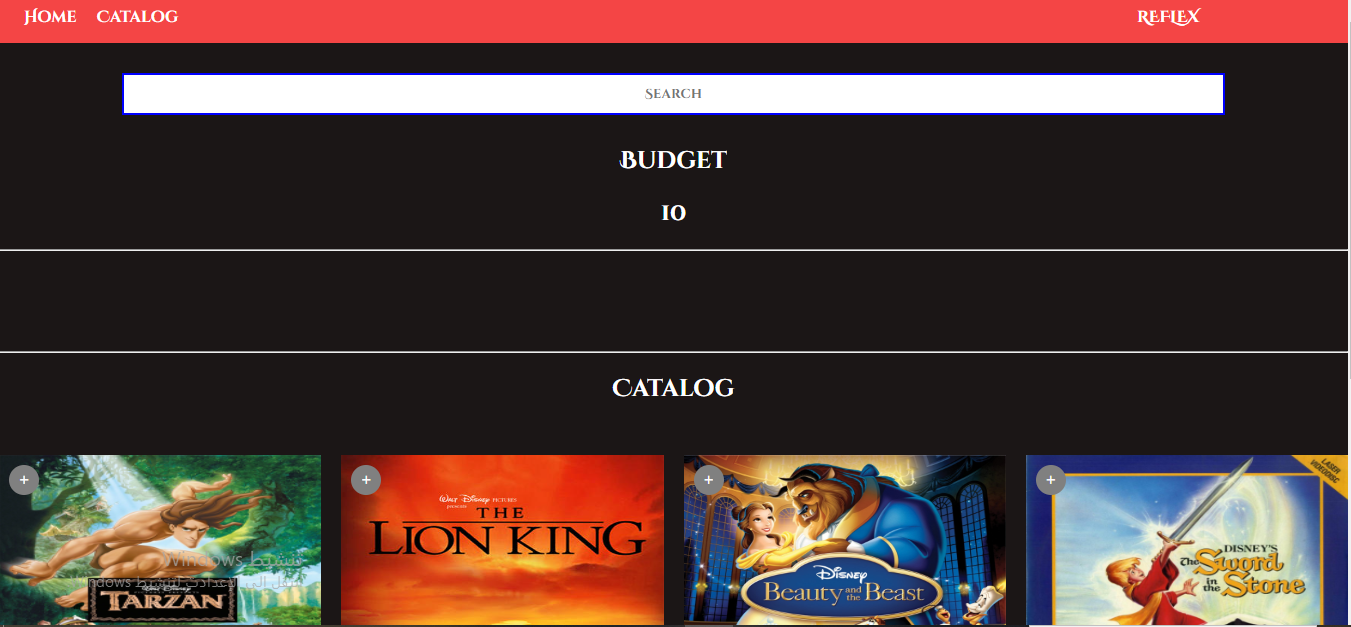 Home Catalog REFLEX
Search
Budget
10
Catalog
+ + + +
LASER VIDEODISC
Walt Disney PICTURES
PRESENTS
THE
LION KING
DISNEY'S
The Sword
in the Stone
Disney
Beauty and the Beast
تنشيط Windows
انتقل إلى الإعدادات لتنشيط Windows
Walt Disney
TARZAN